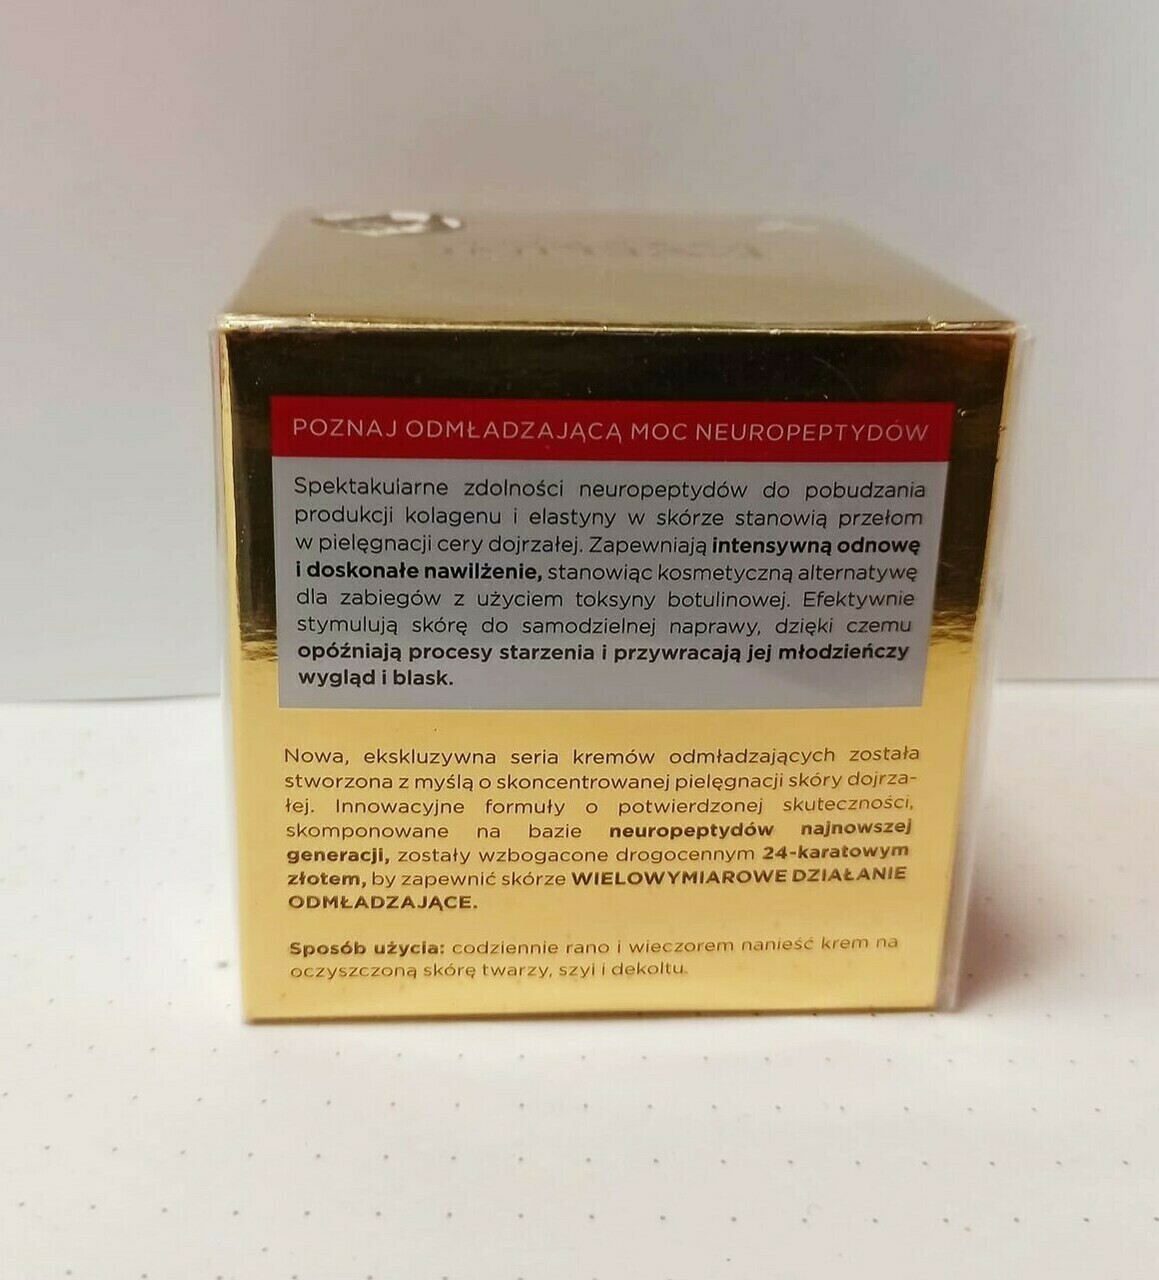 POZNAJ ODMŁADZAJĄCĄ MOC NEUROPEPTYDÓW
Spektakularne zdolności neuropeptydów do pobudzania
produkcji kolagenu i elastyny w skórze stanowią przełom
w pielęgnacji cery dojrzałej. Zapewniają intensywną odnowę
i doskonałe nawilżenie, stanowiąc kosmetyczną alternatywę
dla zabiegów z użyciem toksyny botulinowej. Efektywnie
stymulują skórę do samodzielnej naprawy, dzięki czemu
opóźniają procesy starzenia i przywracają jej młodzieńczy
wygląd i blask.
Nowa, ekskluzywna seria kremów odmładzających została
stworzona z myślą o skoncentrowanej pielęgnacji skóry dojrza-
łej. Innowacyjne formuły o potwierdzonej skuteczności,
skomponowane na bazie neuropeptydów najnowszej
generacji, zostały wzbogacone drogocennym 24-karatowym
złotem, by zapewnić skórze WIELOWYMIAROWE DZIAŁANIE
ODMŁADZAJĄCE.
Sposób użycia: codziennie rano i wieczorem nanieść krem na
oczyszczoną skórę twarzy, szyi i dekoltu.